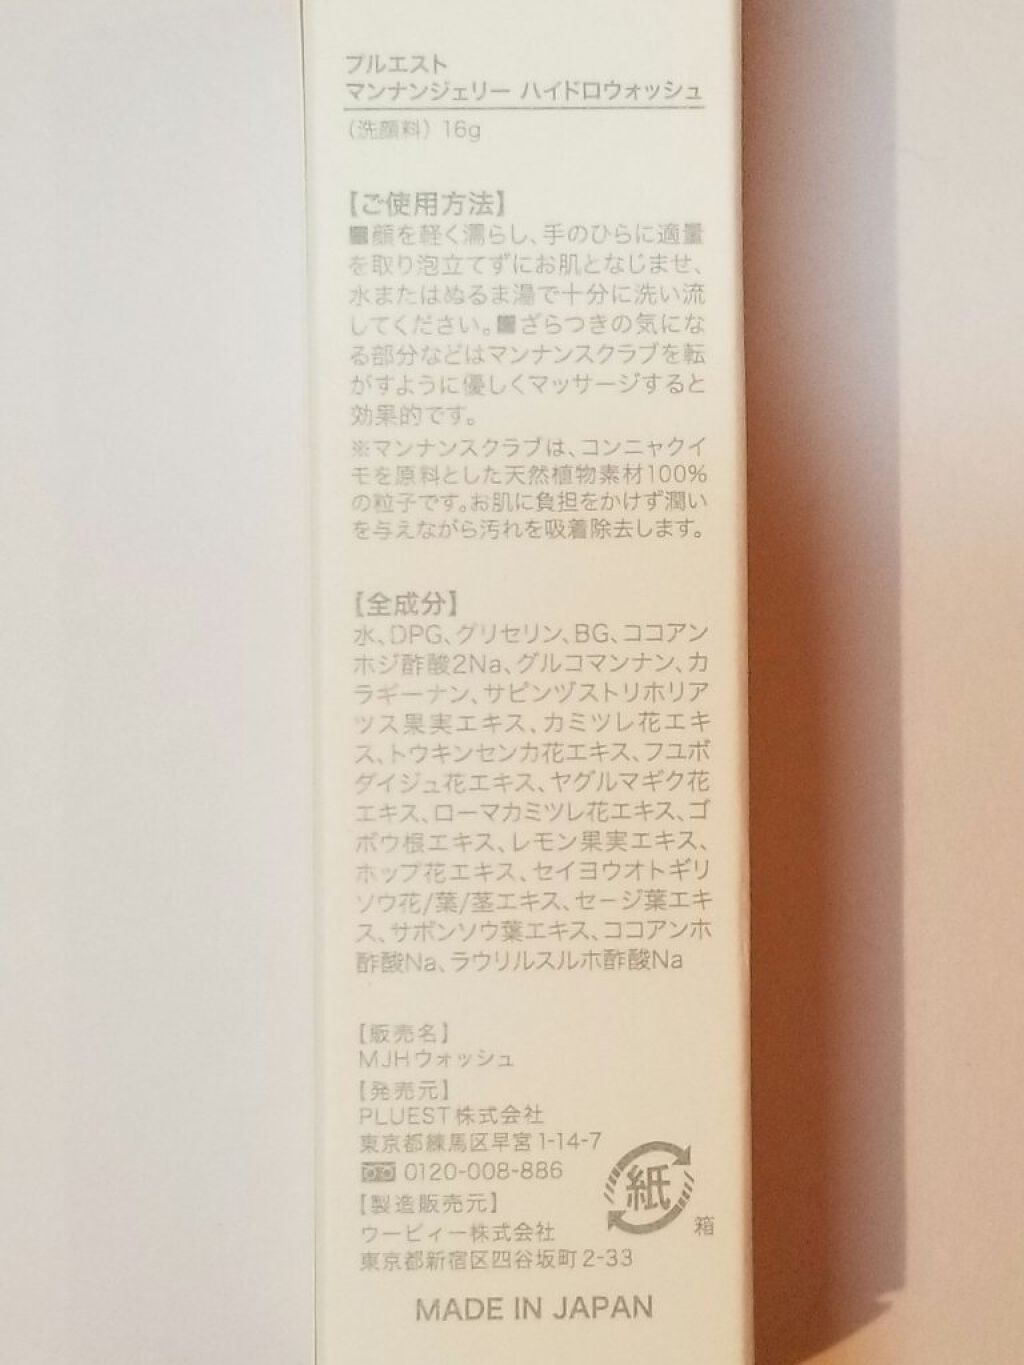 プルエスト
マンナンジェリー ハイドロウォッシュ
（洗顔料）16g
【ご使用方法】
■顔を軽く濡らし、手のひらに適量
を取り泡立てずにお肌となじませ、
水またはぬるま湯で十分に洗い流
してください。■ざらつきの気にな
る部分などはマンナンスクラブを転
がすように優しくマッサージすると
効果的です。
※マンナンスクラブは、コンニャクイ
モを原料とした天然植物素材100%
の粒子です。お肌に負担をかけず潤い
を与えながら汚れを吸着除去します。
【全成分】
水、DPG、グリセリン、BG、ココアン
ホジ酢酸2Na、グルコマンナン、カ
ラギーナン、サピンヅストリホリア
ツス果実エキス、カミツレ花エキ
ス、トウキンセンカ花エキス、フユボ
ダイジュ花エキス、ヤグルマギク花
エキス、ローマカミツレ花エキス、ゴ
ボウ根エキス、レモン果実エキス、
ホップ花エキス、セイヨウオトギリ
ソウ花/葉/茎エキス、セージ葉エキ
ス、サボンソウ葉エキス、ココアンホ
酢酸Na、ラウリルスルホ酢酸Na
【販売名】
MJHウォッシュ
【発売元】
PLUEST株式会社
東京都練馬区早宮1-14-7
0120-008-886
【製造販売元】
ウービィー株式会社
東京都新宿区四谷坂町2-33
紙
箱
MADE IN JAPAN